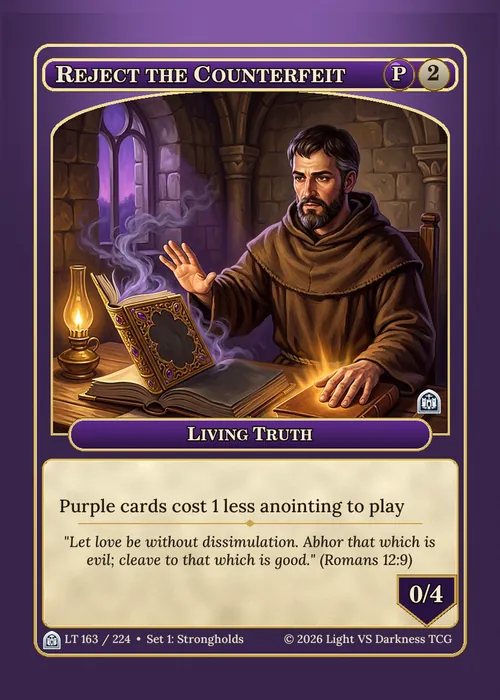 Reject the Counterfeit P 2
Living Truth
Purple cards cost 1 less anointing to play
"Let love be without dissimulation. Abhor that which is
evil; cleave to that which is good." (Romans 12:9)
0/4
LT 163 / 224 • Set 1: Strongholds © 2026 Light VS Darkness TCG